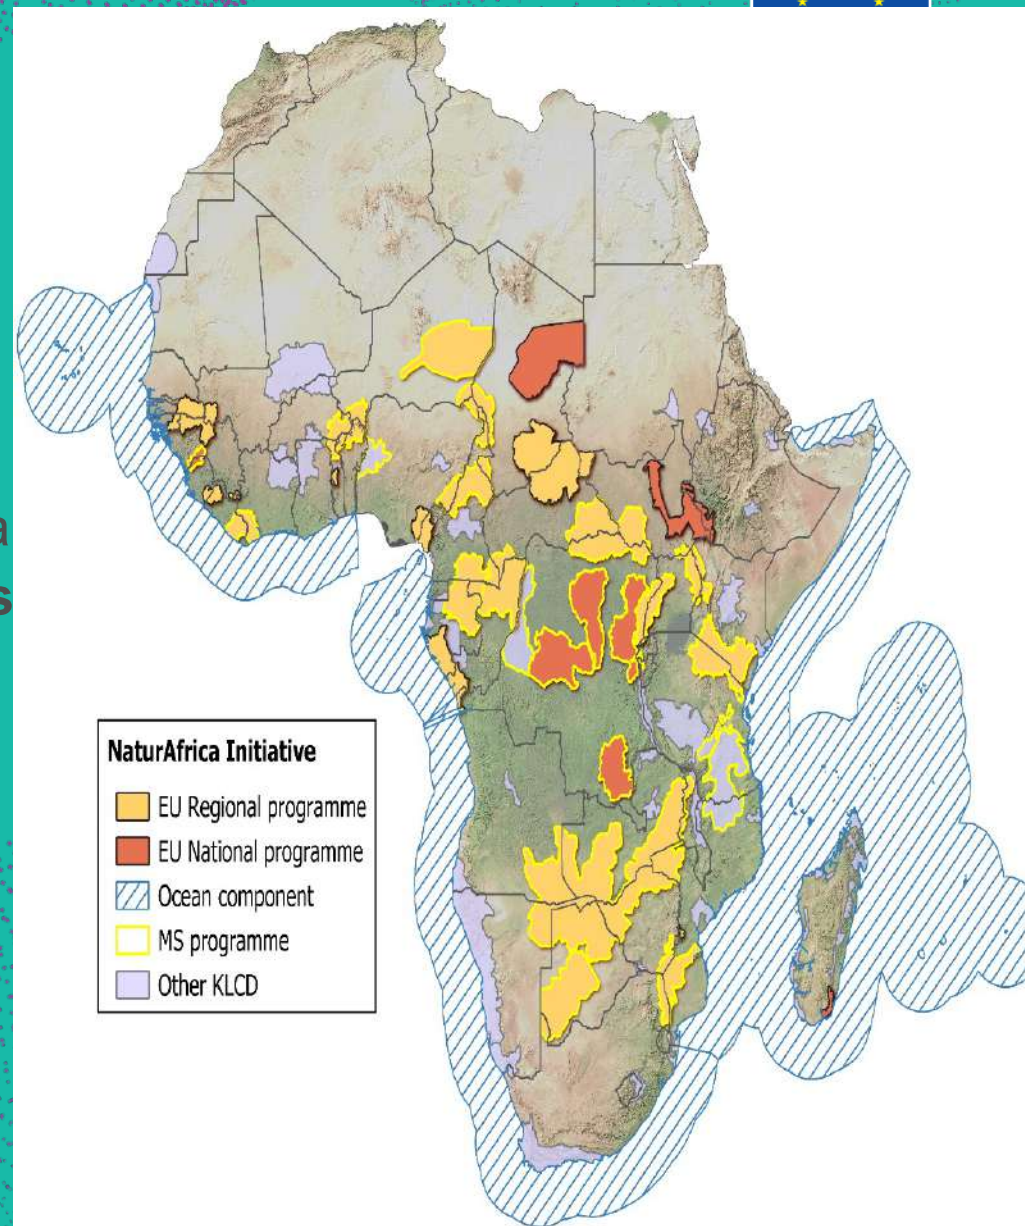 a
s
NaturAfrica Initiative
EU Regional programme
EU National programme
Ocean component
MS programme
Other KLCD